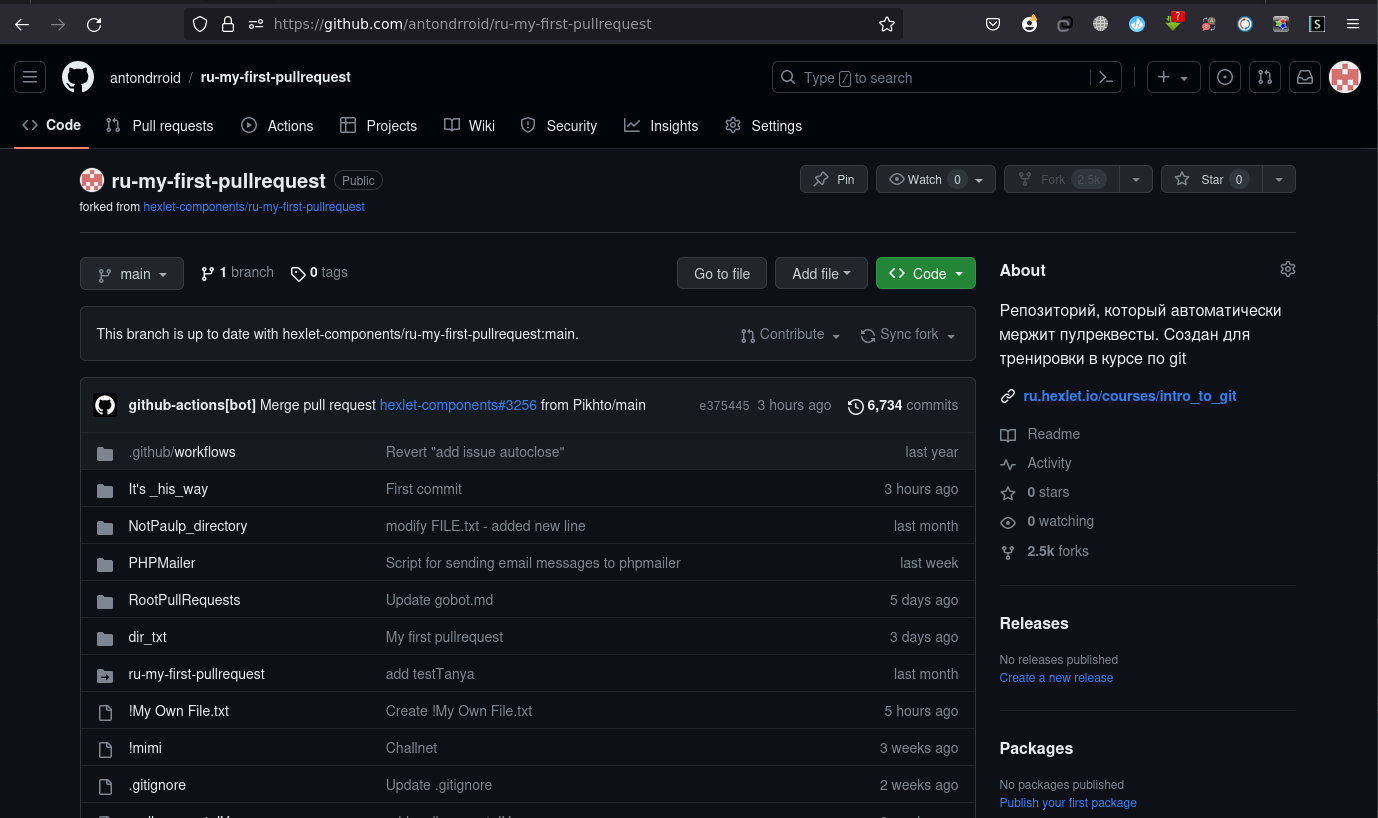 https://github.com/antondrroid/ru-my-first-pullrequest
?
S
antondrroid / ru-my-first-pullrequest
Type / to search
Code Pull requests Actions Projects Wiki Security Insights Settings
ru-my-first-pullrequest Public
Pin Watch 0 Fork 2.5k Star 0
forked from hexlet-components/ru-my-first-pullrequest
main 1 branch 0 tags Go to file Add file Code
This branch is up to date with hexlet-components/ru-my-first-pullrequest:main. Contribute Sync fork
github-actions[bot] Merge pull request hexlet-components#3256 from Pikhto/main e375445 3 hours ago 6,734 commits
.github/workflows Revert "add issue autoclose" last year
It's _his_way First commit 3 hours ago
NotPaulp_directory modify FILE.txt - added new line last month
PHPMailer Script for sending email messages to phpmailer last week
RootPullRequests Update gobot.md 5 days ago
dir_txt My first pullrequest 3 days ago
ru-my-first-pullrequest add testTanya last month
!My Own File.txt Create !My Own File.txt 5 hours ago
!mimi Challnet 3 weeks ago
.gitignore Update .gitignore 2 weeks ago
About
Репозиторий, который автоматически
мержит пулреквесты. Создан для
тренировки в курсе по git
ru.hexlet.io/courses/intro_to_git
Readme
Activity
0 stars
0 watching
2.5k forks
Releases
No releases published
Create a new release
Packages
No packages published
Publish your first package